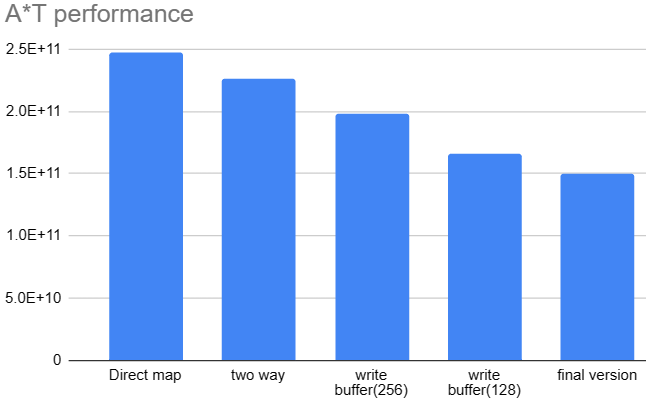 A*T performance
2.5E+11
2.0E+11
1.5E+11
1.0E+11
5.0E+10
0
Direct map
two way
write
buffer(256)
write
buffer(128)
final version